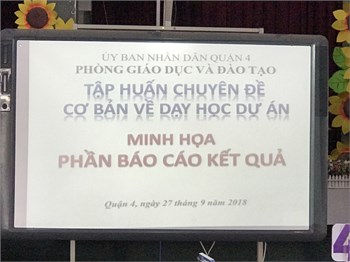 ỦY BAN NHÂN DÂN QUẬN 4
PHÒNG GIÁO DỤC VÀ ĐÀO TẠO
TẬP HUẤN CHUYÊN ĐỀ
CƠ BẢN VỀ DẠY HỌC DỰ ÁN
MINH HỌA
PHẦN BÁO CÁO KẾT QUẢ
Quận 4, ngày 27 tháng 9 năm 2018
4